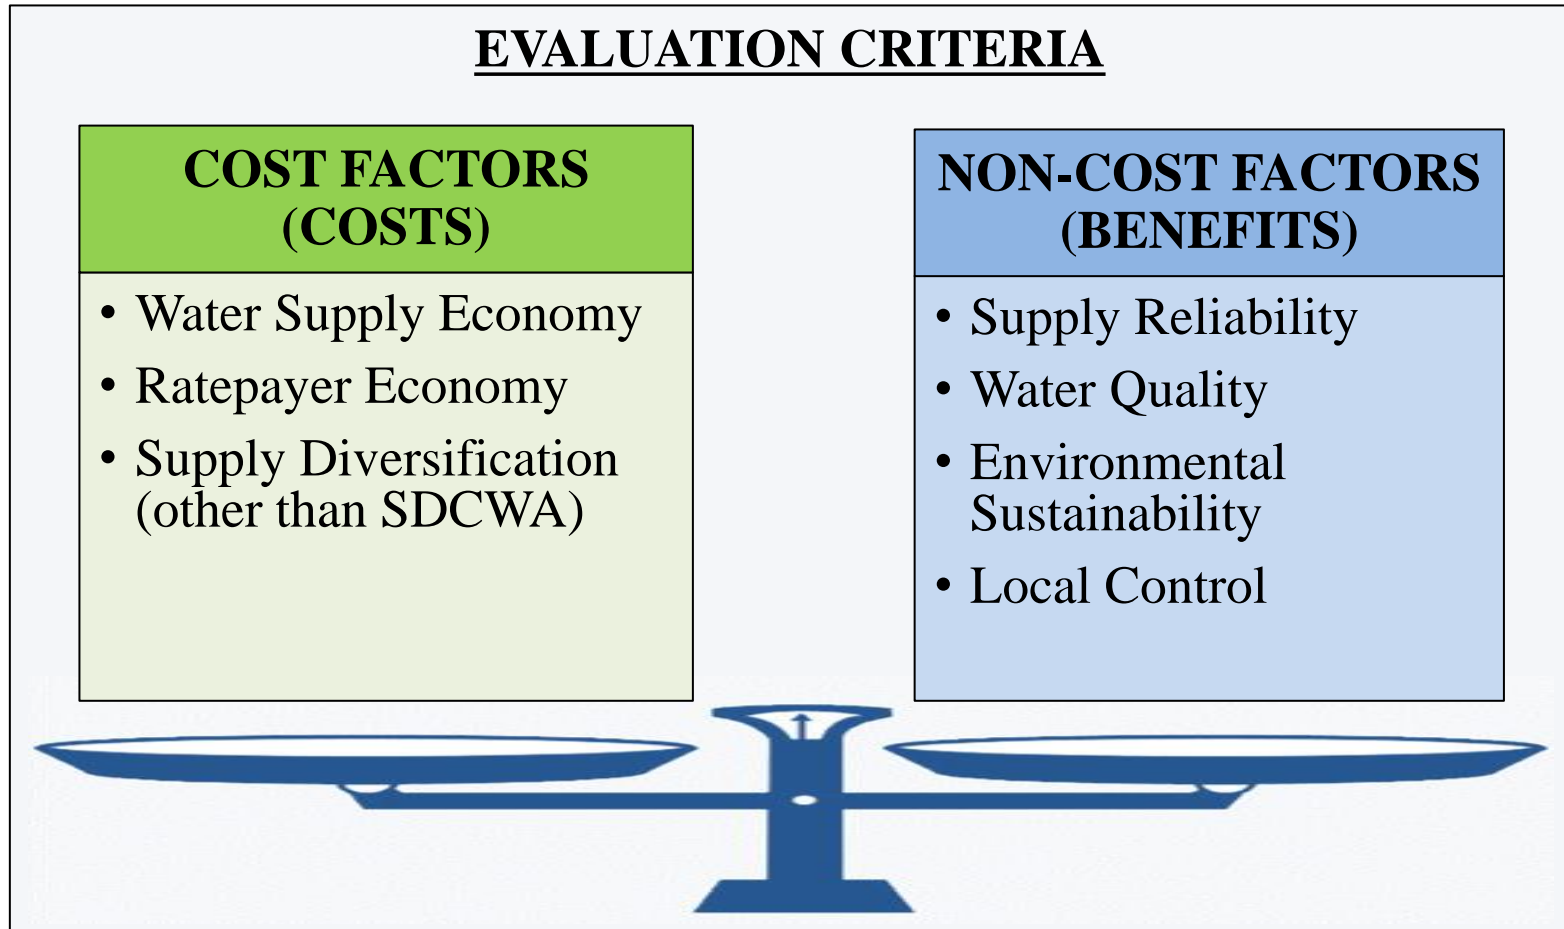 EVALUATION CRITERIA
COST FACTORS
(COSTS)
• Water Supply Economy
• Ratepayer Economy
• Supply Diversification
(other than SDCWA)
NON-COST FACTORS
(BENEFITS)
• Supply Reliability
• Water Quality
• Environmental
Sustainability
• Local Control